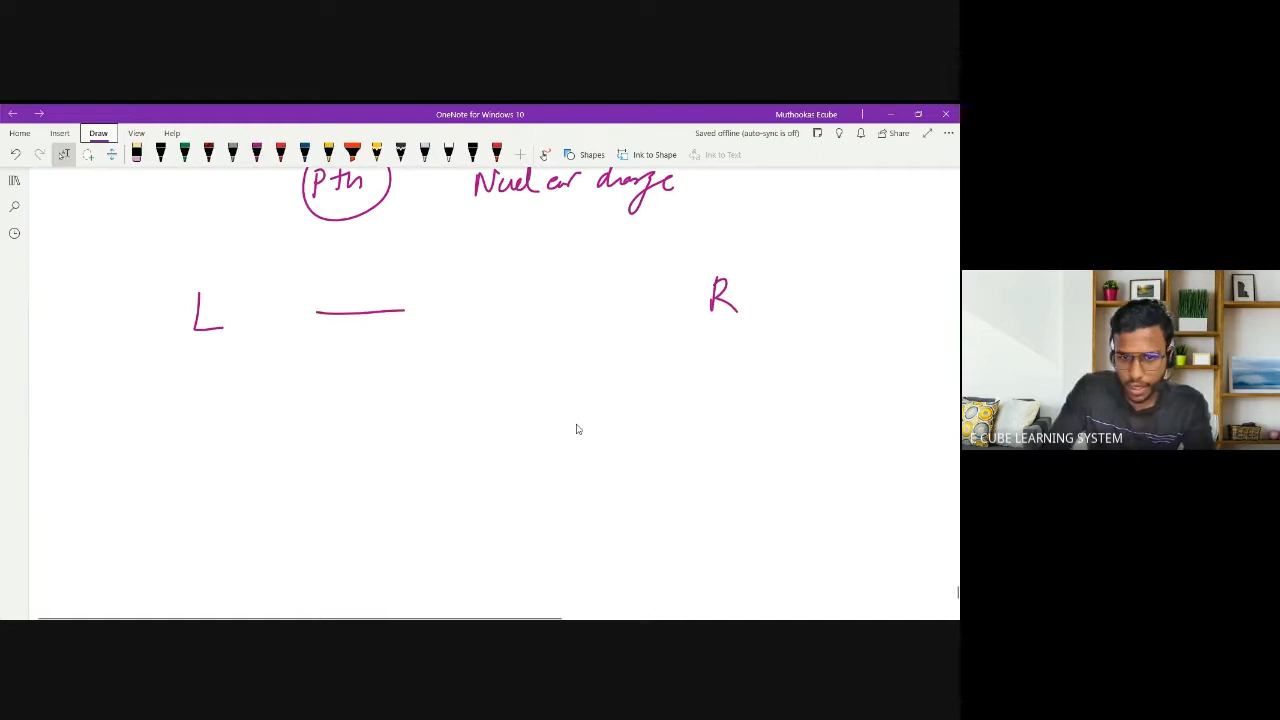 OneNote for Windows 10
Muthookas Ecube
Home Insert Draw View Help
Saved offline (auto-sync is off)
Share
Shapes
Ink to Shape
Ink to Text
p+n Nuclear charge
L R
E CUBE LEARNING SYSTEM